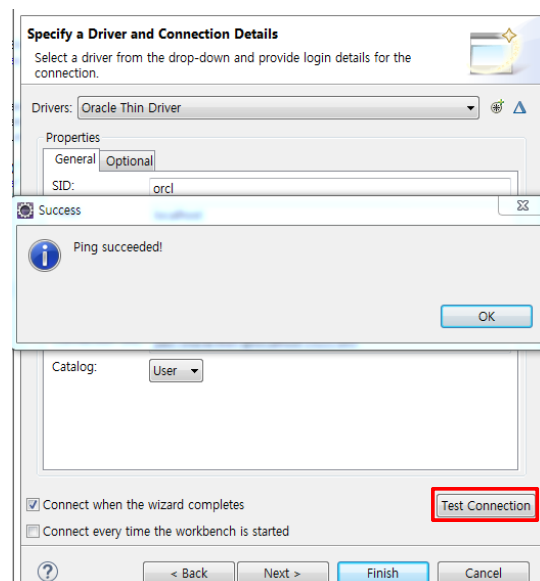 Specify a Driver and Connection Details
Select a driver from the drop-down and provide login details for the
connection.
Drivers: Oracle Thin Driver
Properties
General Optional
SID: orcl
Success
Ping succeeded!
OK
Catalog: User
Connect when the wizard completes
Test Connection
Connect every time the workbench is started
? < Back Next > Finish Cancel